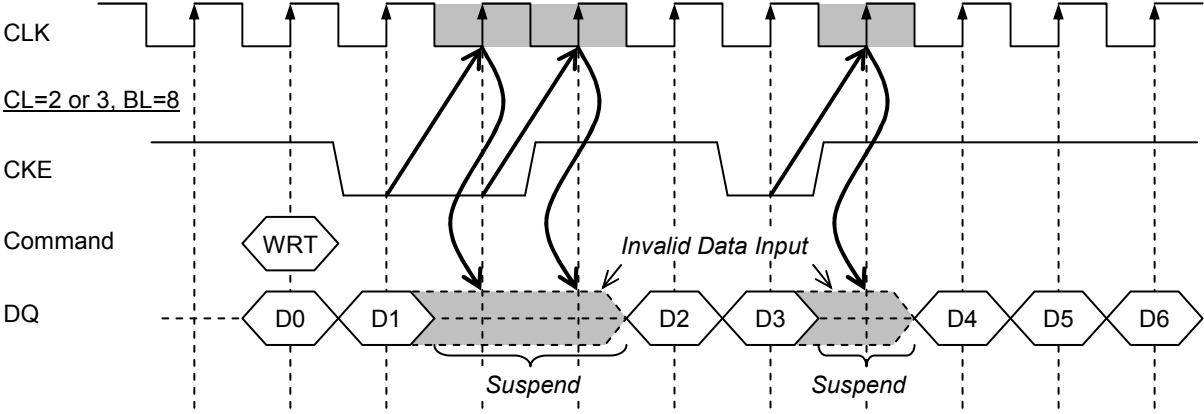 CLK
CL=2 or 3, BL=8
CKE
Command WRT Invalid Data Input
DQ D0 D1 D2 D3 D4 D5 D6
Suspend Suspend